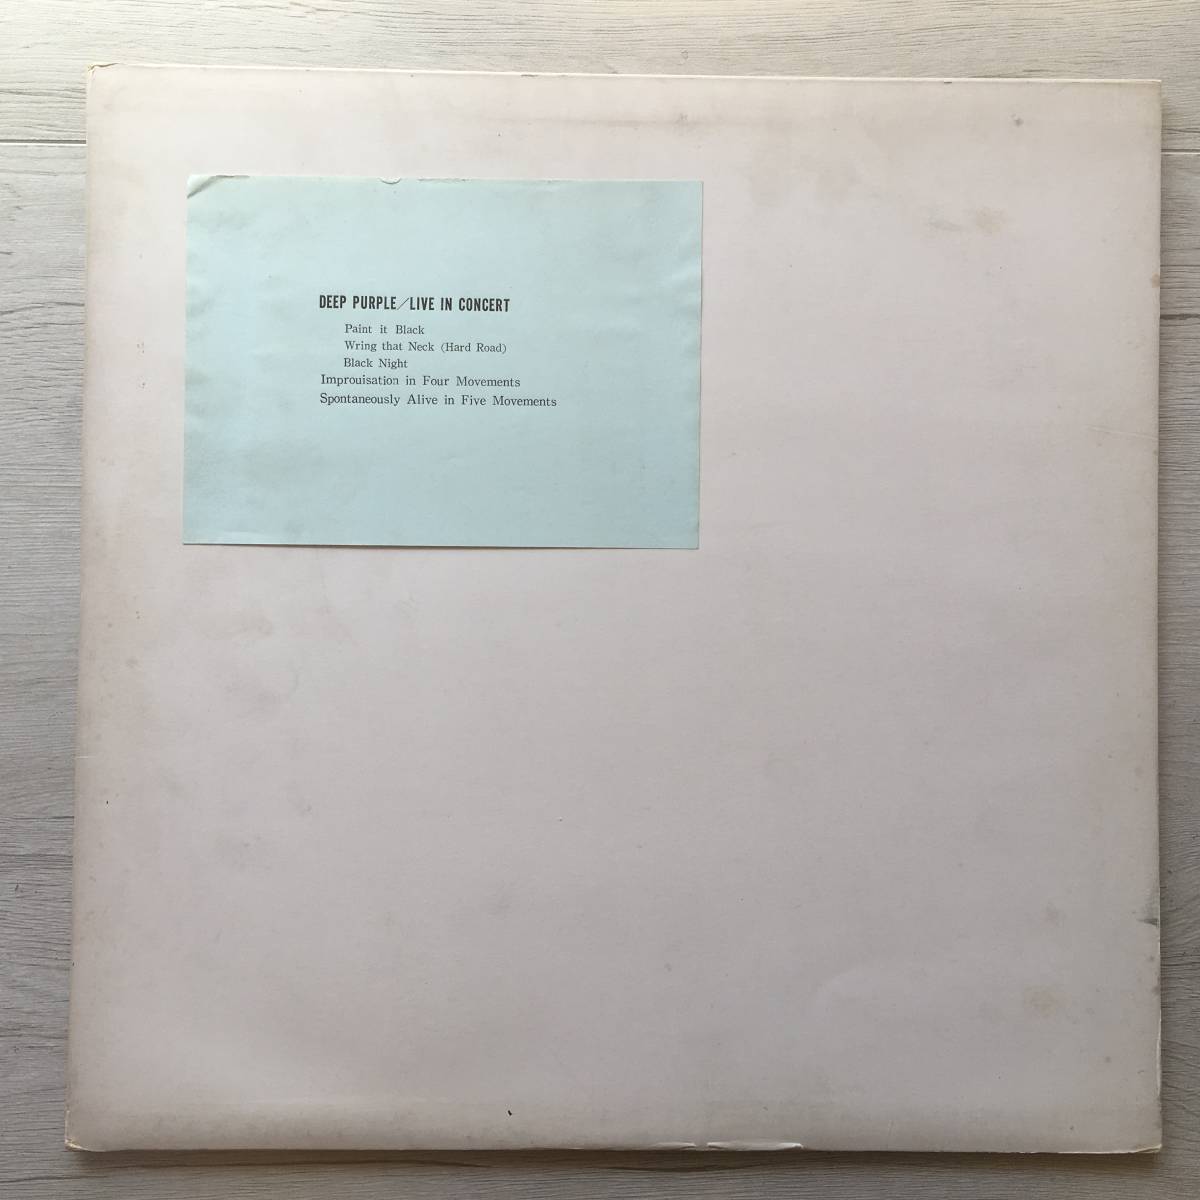 DEEP PURPLE/LIVE IN CONCERT
Paint it Black
Wring that Neck (Hard Road)
Black Night
Improuisation in Four Movements
Spontaneously Alive in Five Movements